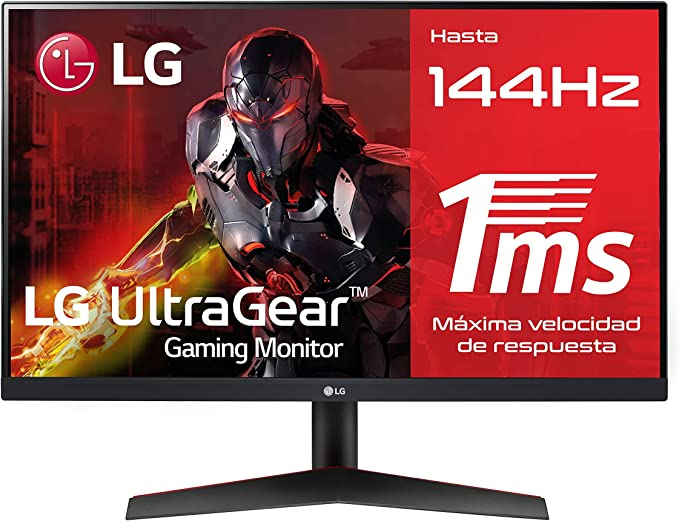 LG
LG UltraGear™
Gaming Monitor
Hasta
144Hz
1ms
Máxima velocidad
de respuesta
LG